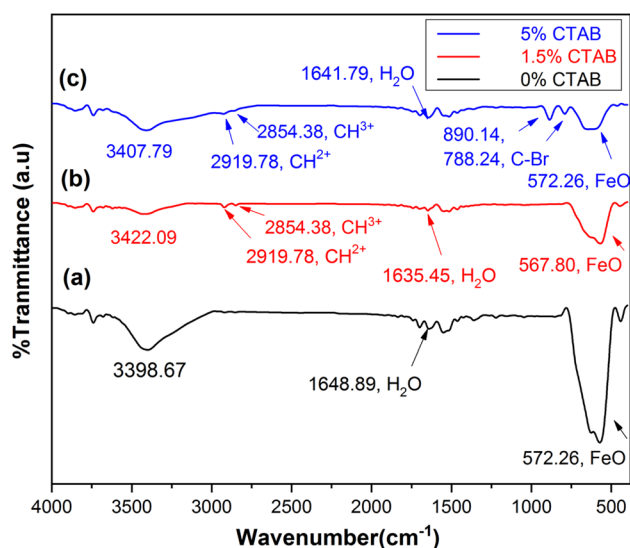 5% CTAB
1.5% CTAB
0% CTAB
(c)
1641.79, H₂O
3407.79
2854.38, CH³⁺
2919.78, CH²⁺
890.14,
788.24, C-Br
572.26, FeO
(b)
3422.09
2854.38, CH³⁺
2919.78, CH²⁺
1635.45, H₂O
567.80, FeO
(a)
3398.67
1648.89, H₂O
572.26, FeO
%Tranmittance (a.u)
4000 3500 3000 2500 2000 1500 1000 500
Wavenumber(cm⁻¹)